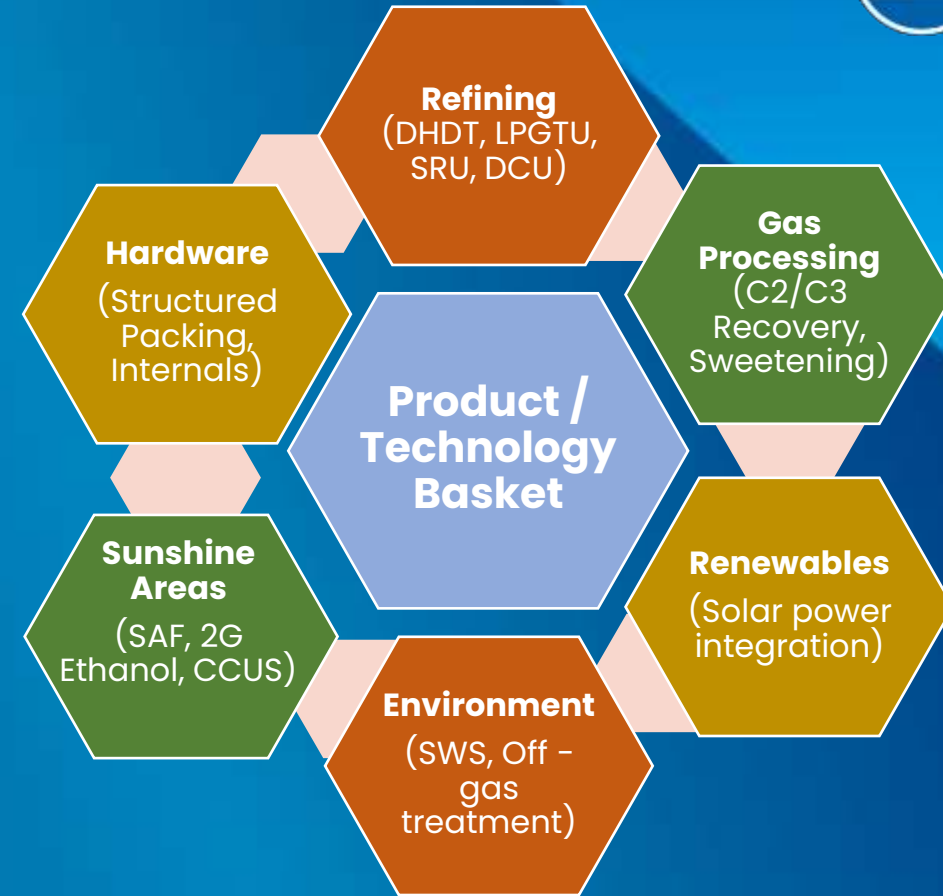 Refining
(DHDT, LPGTU,
SRU, DCU)
Gas
Processing
(C2/C3
Recovery,
Sweetening)
Renewables
(Solar power
integration)
Environment
(SWS, Off -
gas
treatment)
Sunshine
Areas
(SAF, 2G
Ethanol, CCUS)
Hardware
(Structured
Packing,
Internals)
Product /
Technology
Basket